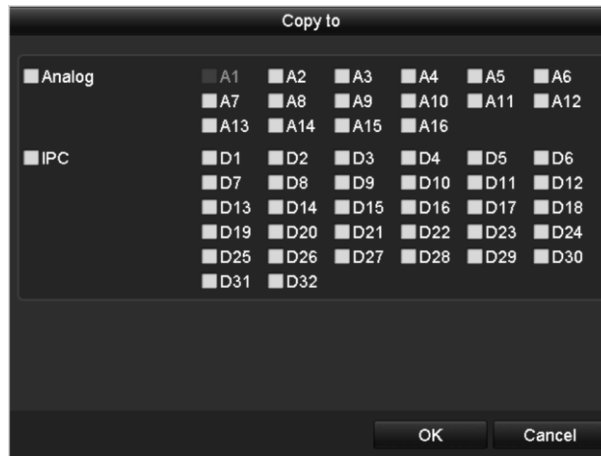 Copy to
Analog A1 A2 A3 A4 A5 A6
A7 A8 A9 A10 A11 A12
A13 A14 A15 A16
IPC D1 D2 D3 D4 D5 D6
D7 D8 D9 D10 D11 D12
D13 D14 D15 D16 D17 D18
D19 D20 D21 D22 D23 D24
D25 D26 D27 D28 D29 D30
D31 D32
OK Cancel